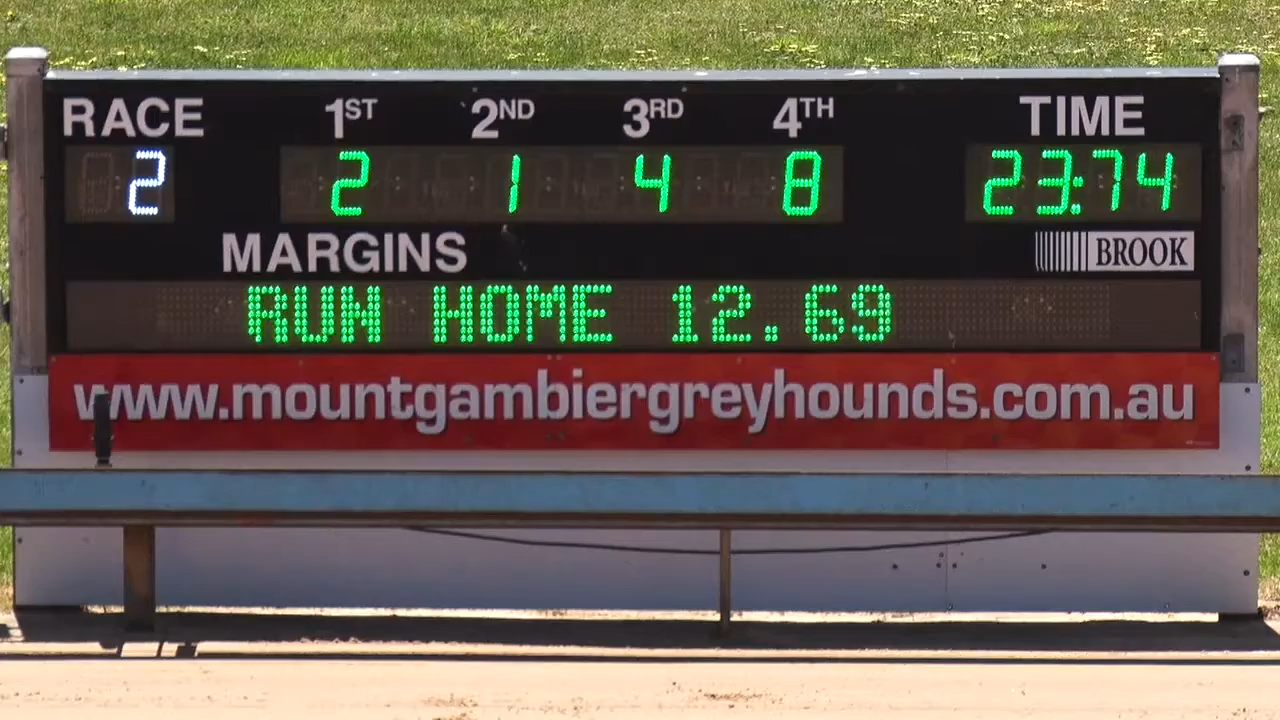 RACE 1ST 2ND 3RD 4TH TIME
2 2 1 4 8 23:74
MARGINS BROOK
RUN HOME 12.69
www.mountgambiergreyhounds.com.au